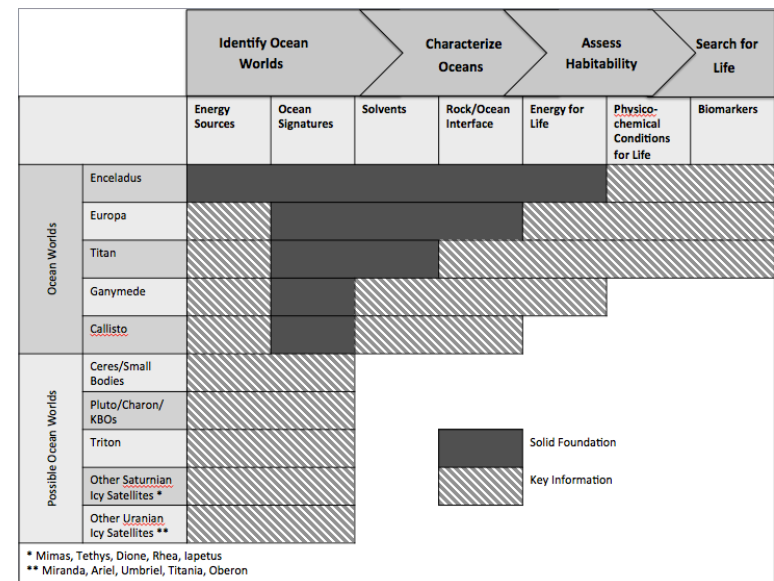 Identify Ocean
Worlds
Characterize
Oceans
Assess
Habitability
Search for
Life
Energy
Sources
Ocean
Signatures
Solvents
Rock/Ocean
Interface
Energy for
Life
Physico-
chemical
Conditions
for Life
Biomarkers
Ocean Worlds
Enceladus
Europa
Titan
Ganymede
Callisto
Possible Ocean Worlds
Ceres/Small
Bodies
Pluto/Charon/
KBOs
Triton
Other Saturnian
Icy Satellites *
Other Uranian
Icy Satellites **
Solid Foundation
Key Information
* Mimas, Tethys, Dione, Rhea, Iapetus
** Miranda, Ariel, Umbriel, Titania, Oberon